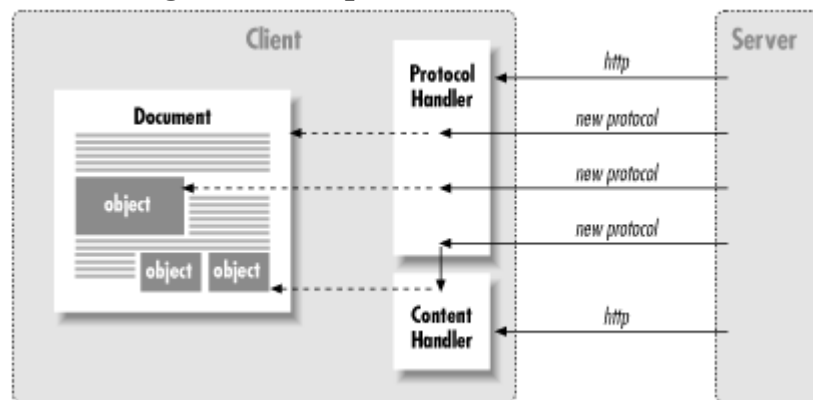 Client
Server
Protocol
Handler
http
Document
new protocol
new protocol
object
new protocol
object
object
Content
Handler
http